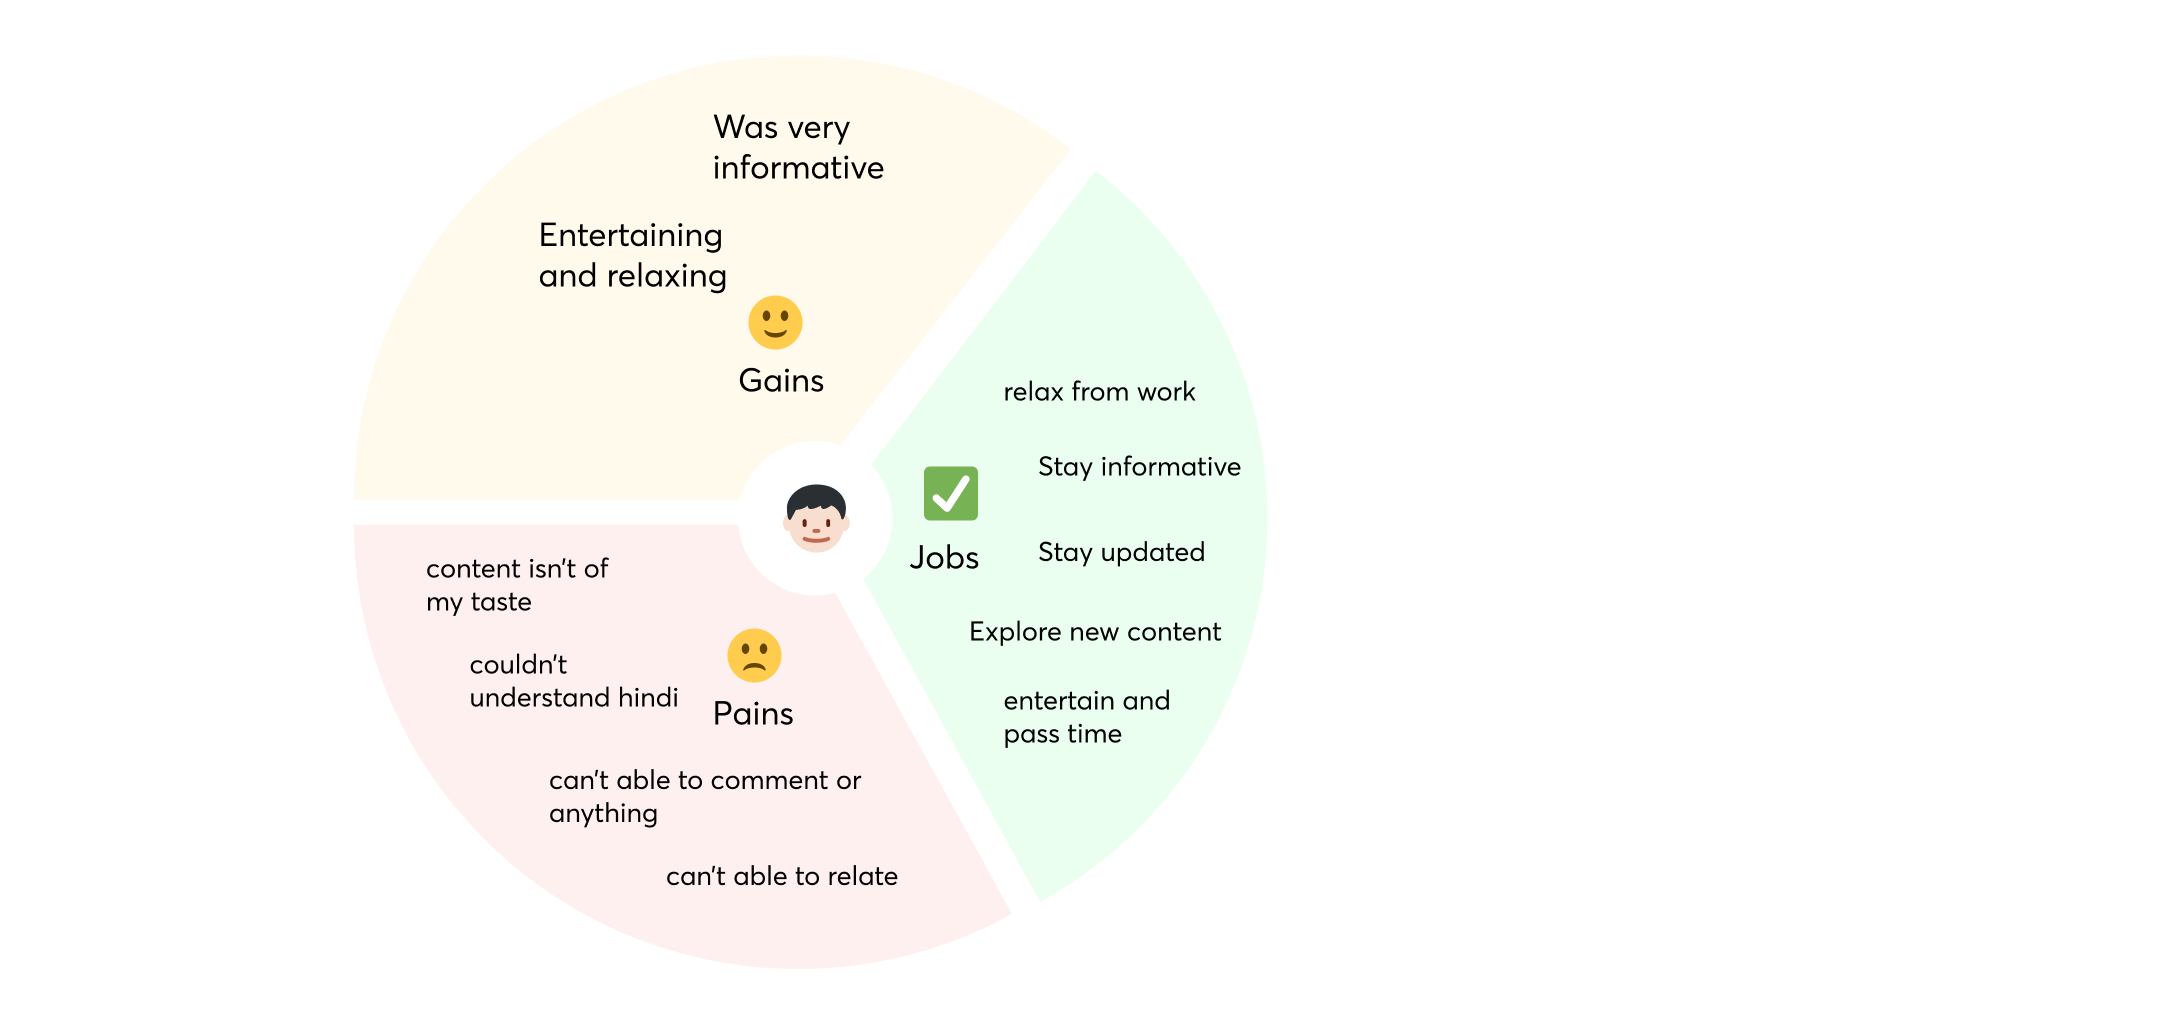 Was very
informative
Entertaining
and relaxing
Gains
relax from work
Stay informative
Jobs
Stay updated
Explore new content
entertain and
pass time
content isn't of
my taste
couldn't
understand hindi
Pains
can't able to comment or
anything
can't able to relate